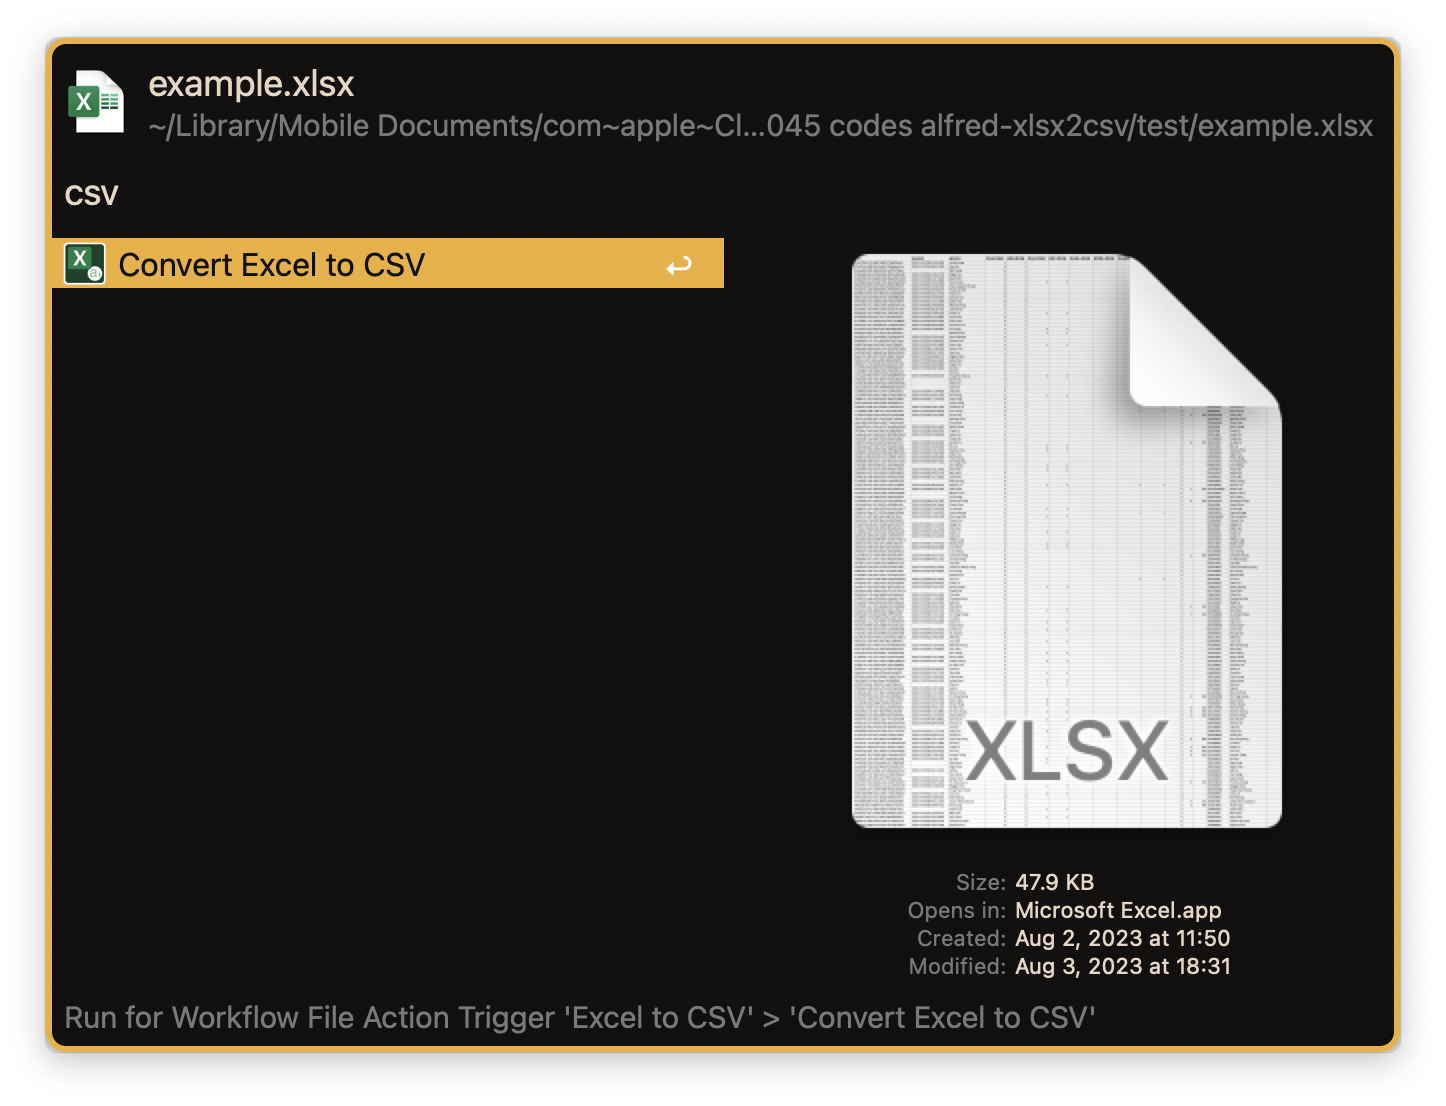 example.xlsx
~/Library/Mobile Documents/com~apple~Cl...045 codes alfred-xlsx2csv/test/example.xlsx
CSV
Convert Excel to CSV
XLSX
Size: 47.9 KB
Opens in: Microsoft Excel.app
Created: Aug 2, 2023 at 11:50
Modified: Aug 3, 2023 at 18:31
Run for Workflow File Action Trigger 'Excel to CSV' > 'Convert Excel to CSV'